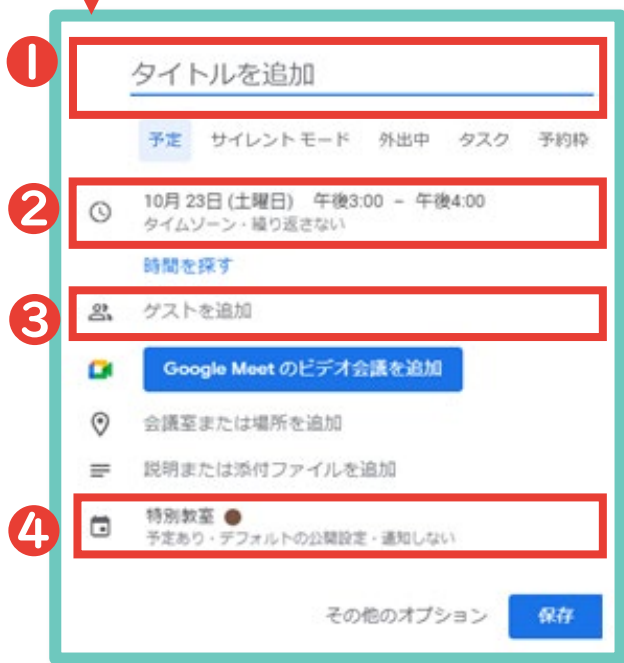 1
タイトルを追加
予定 サイレント モード 外出中 タスク 予約枠
2
10月 23日 (土曜日) 午後3:00 – 午後4:00
タイムゾーン・繰り返さない
時間を探す
3
ゲストを追加
Google Meet のビデオ会議を追加
会議室または場所を追加
説明または添付ファイルを追加
4
特別教室
予定あり・デフォルトの公開設定・通知しない
その他のオプション 保存